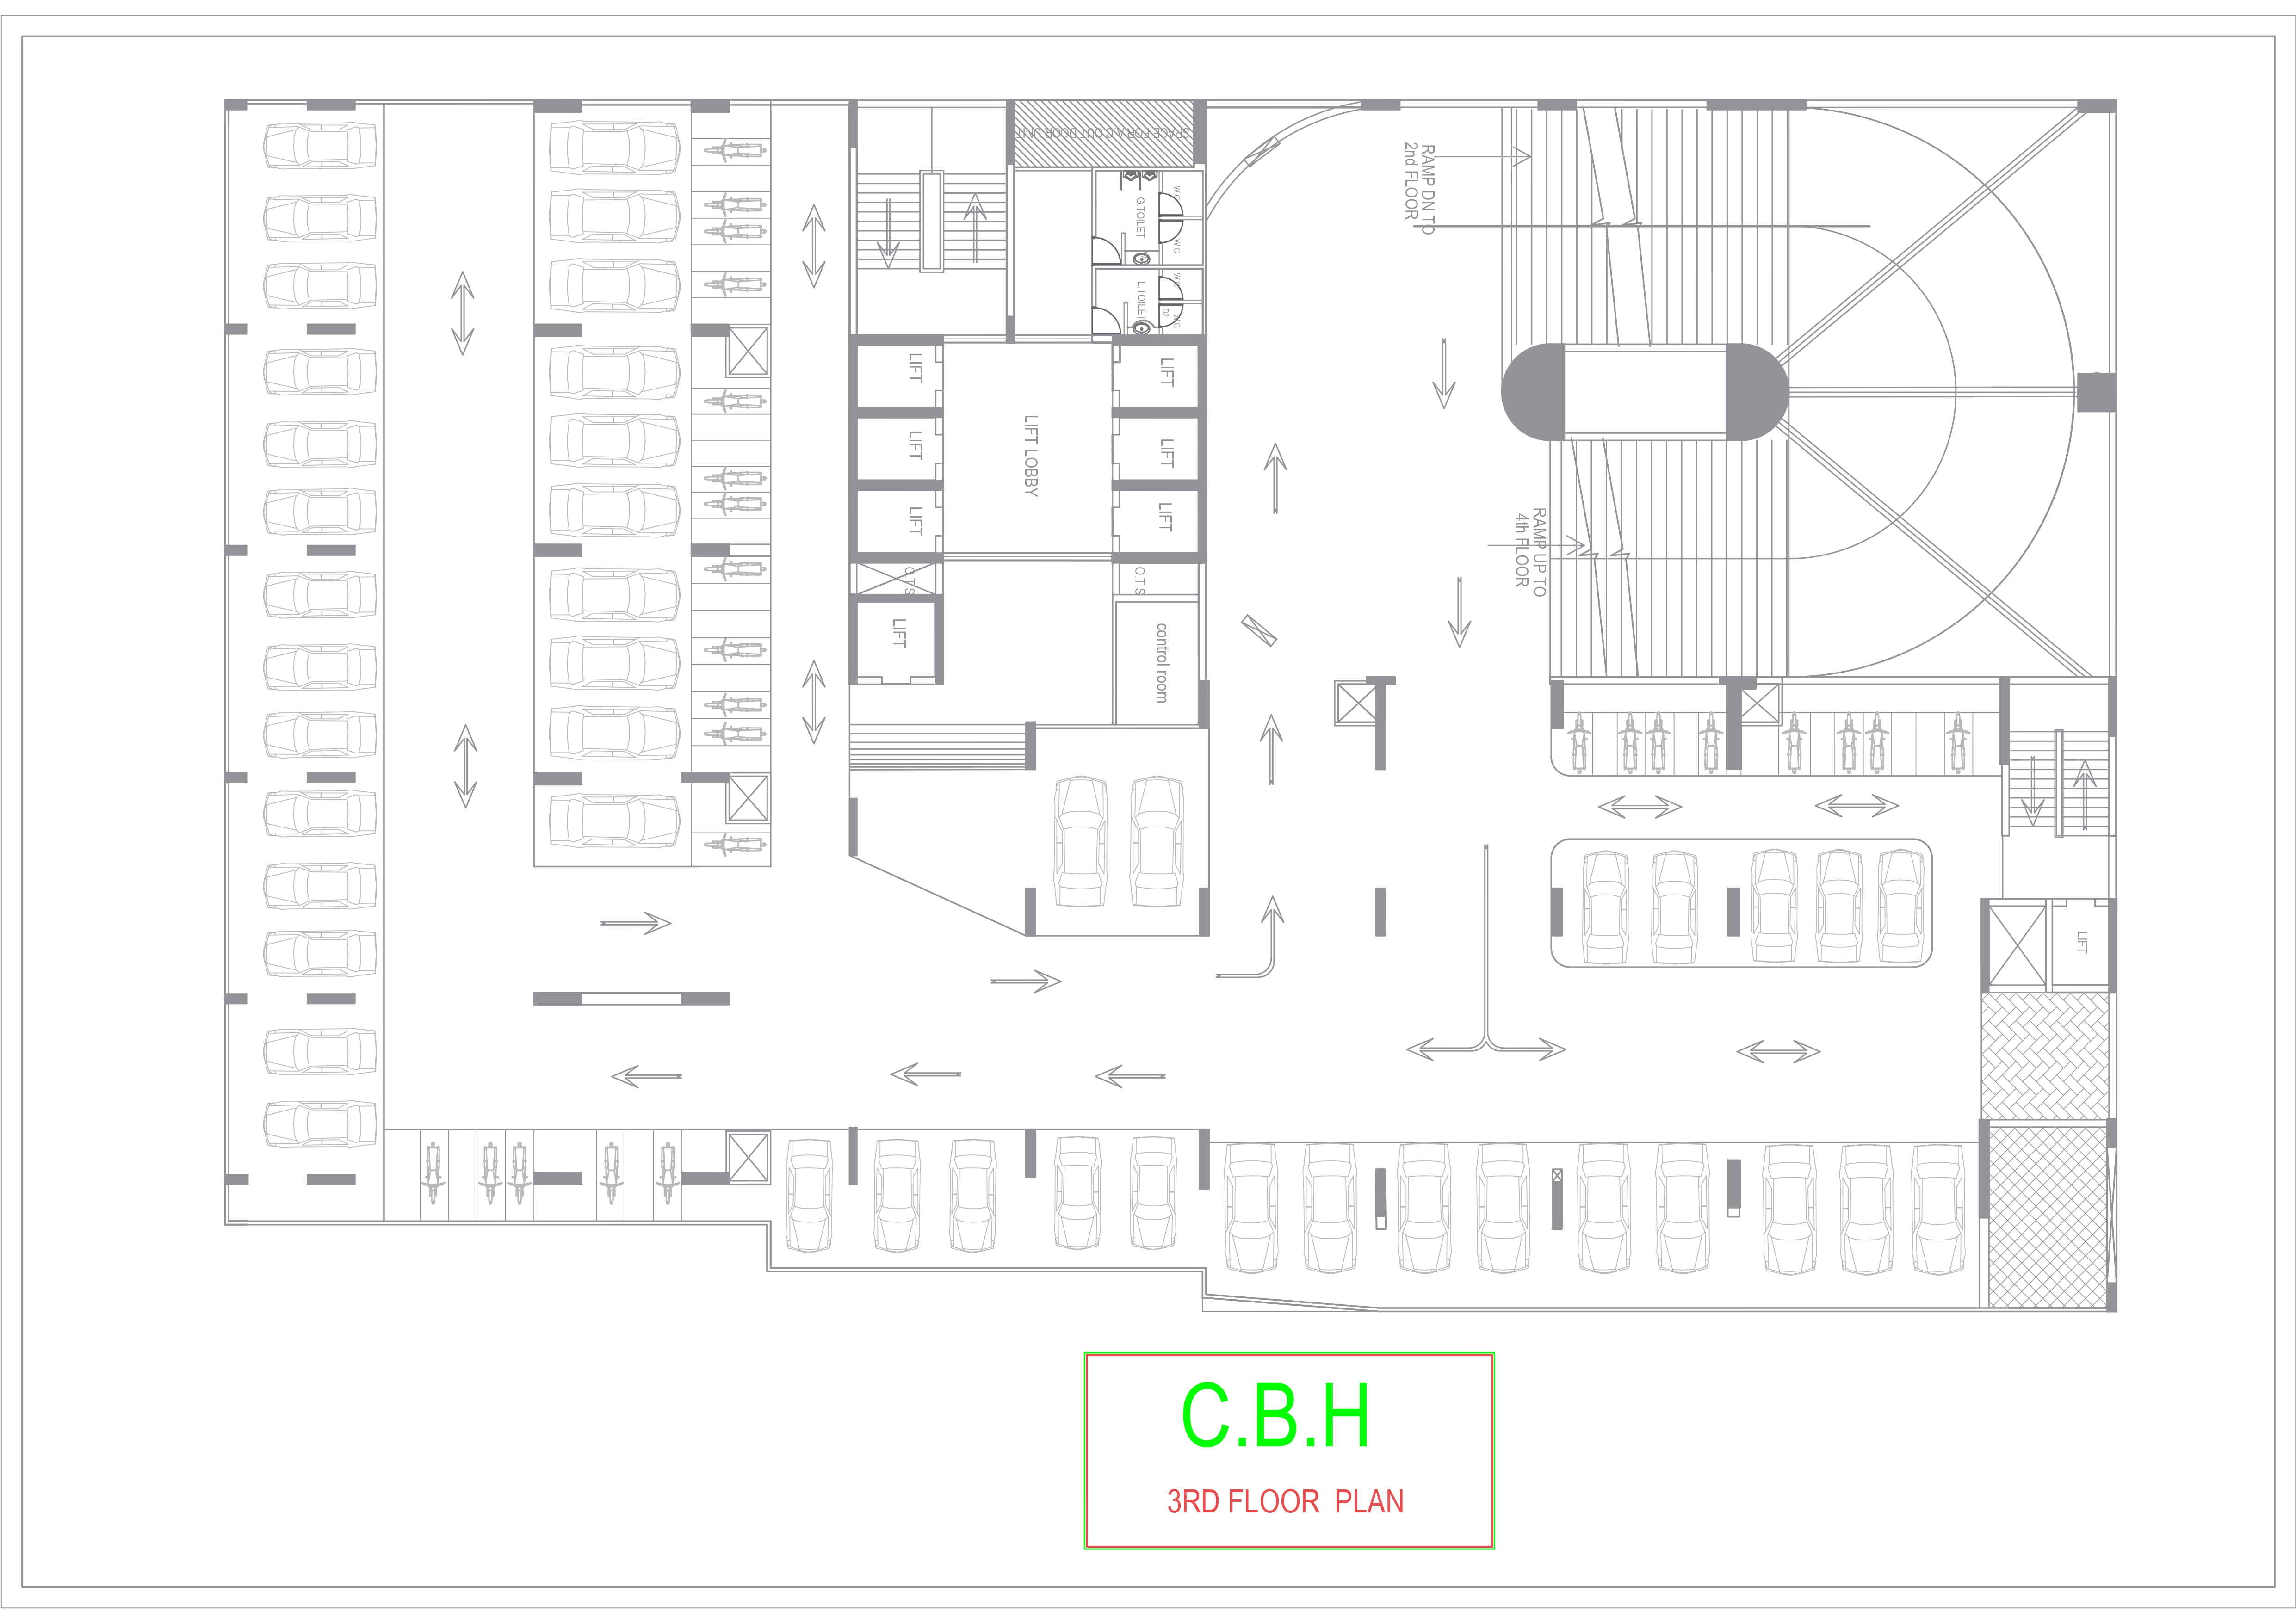 SPACE FOR A.C OUT DOOR UNIT
RAMP DN TO
2nd FLOOR
G.TOILET
W.C
W.C
L.TOILET
W.C
W.C
D2
LIFT
LIFT
LIFT
LIFT
LIFT
LIFT
LIFT LOBBY
RAMP UP TO
4th FLOOR
O.T.S
O.T.S
LIFT
control room
LIFT
C.B.H
3RD FLOOR PLAN